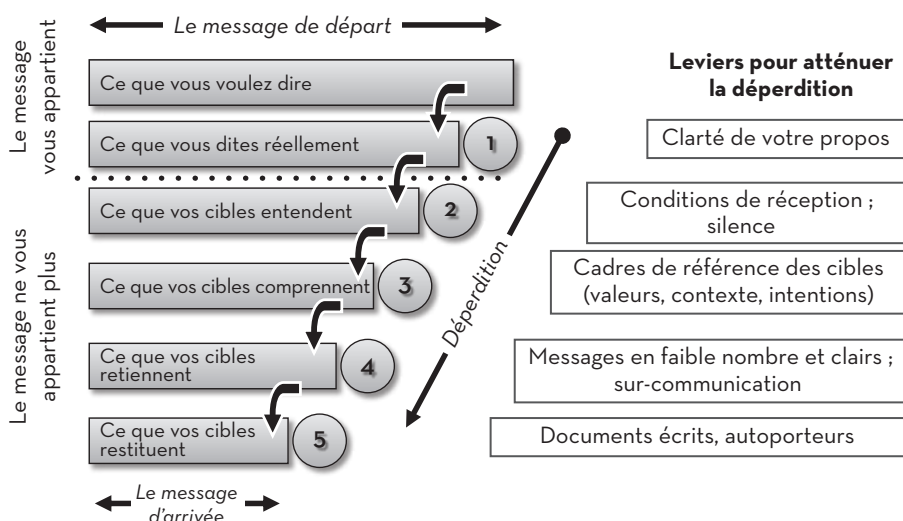 Le message de départ
Le message
vous appartient
Ce que vous voulez dire
Ce que vous dites réellement
1
Ce que vos cibles entendent
2
Le message ne vous
appartient plus
Ce que vos cibles comprennent
3
Ce que vos cibles
retiennent
4
Ce que vos cibles
restituent
5
Le message
d'arrivée
Déperdition
Leviers pour atténuer
la déperdition
Clarté de votre propos
Conditions de réception ;
silence
Cadres de référence des cibles
(valeurs, contexte, intentions)
Messages en faible nombre et clairs ;
sur-communication
Documents écrits, autoporteurs